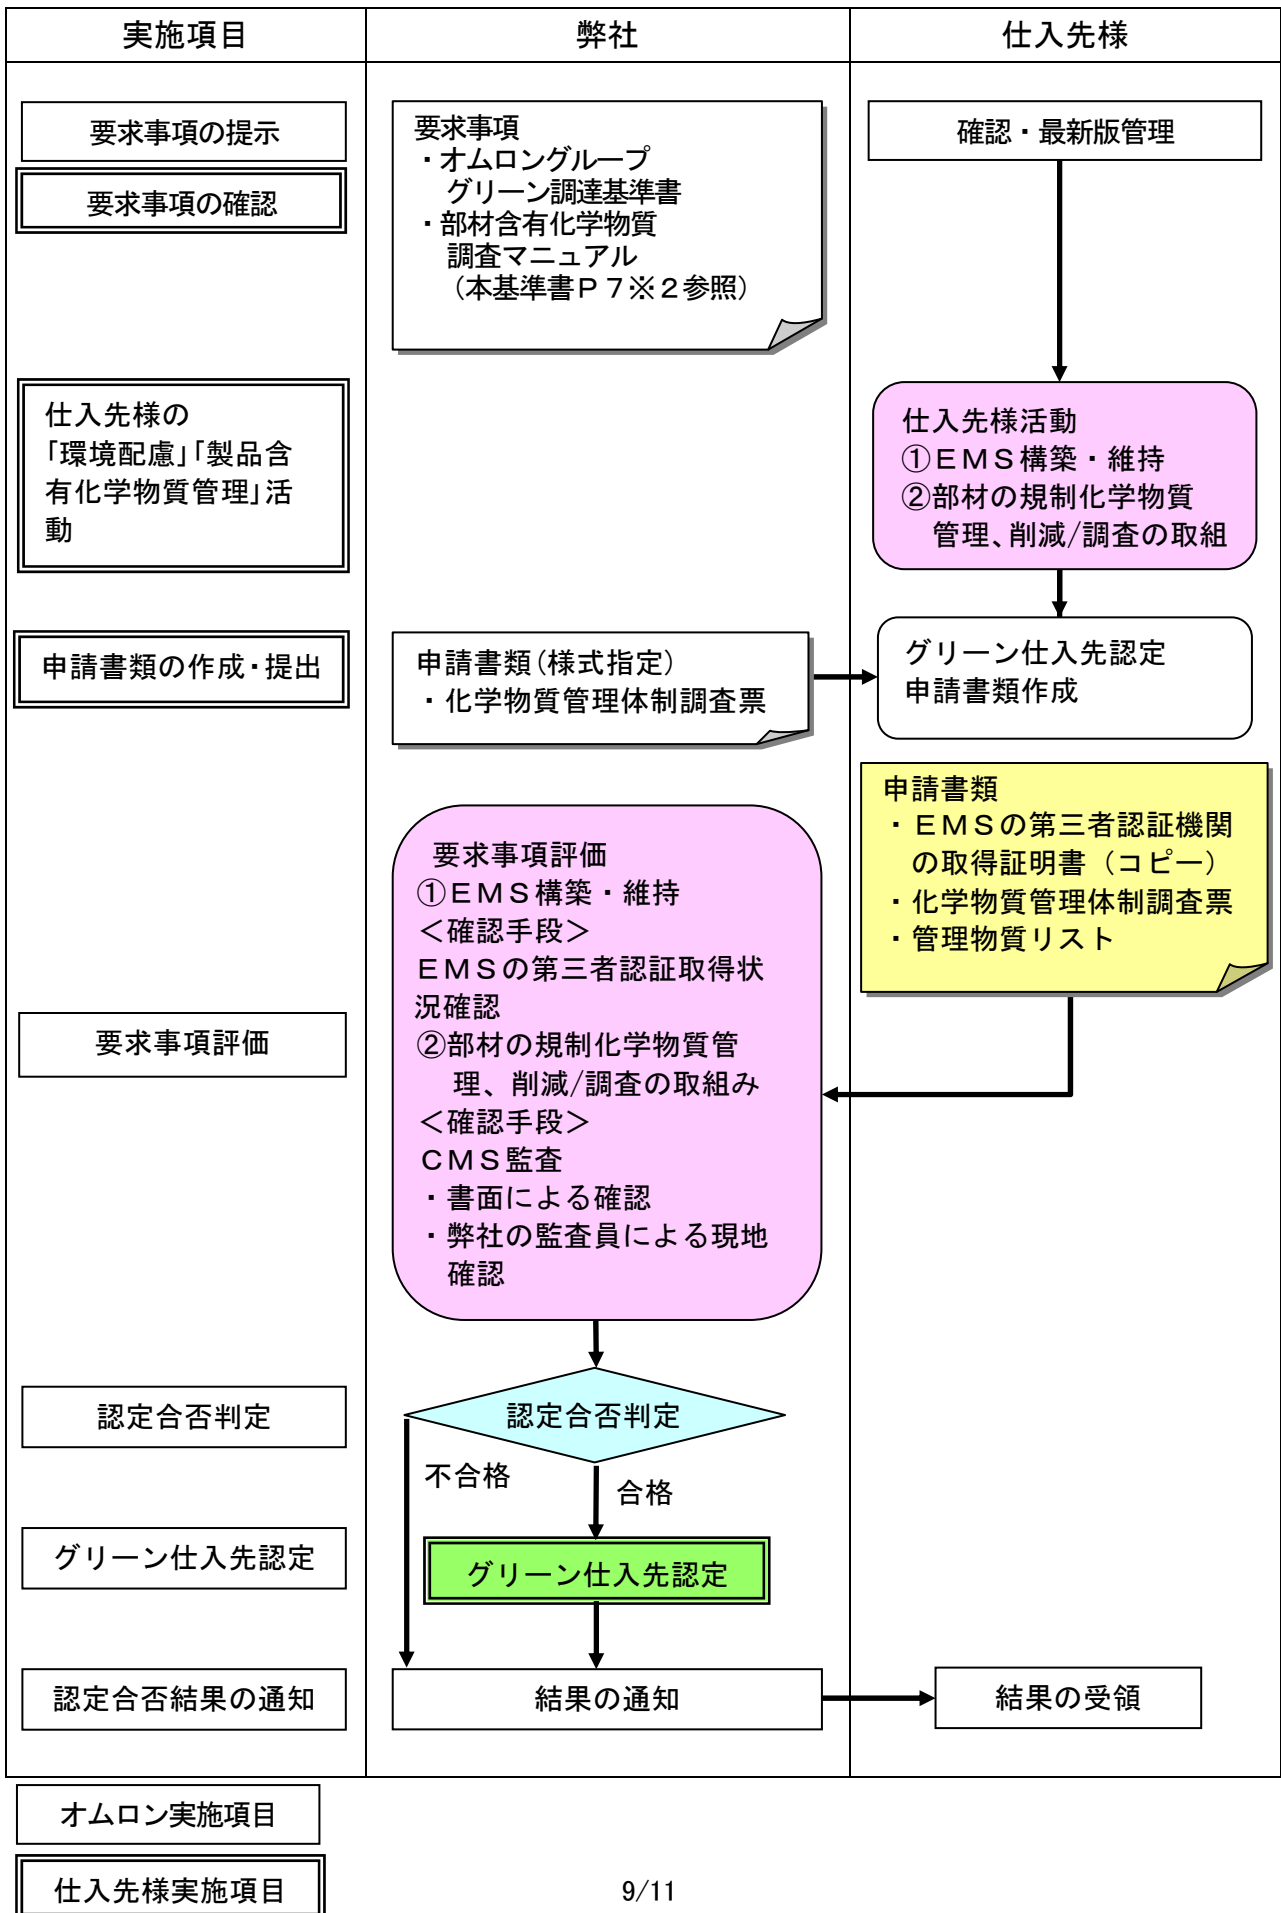 実施項目
弊社
仕入先様
要求事項の提示
要求事項
・オムロングループ
グリーン調達基準書
・部材含有化学物質
調査マニュアル
（本基準書Ｐ７※２参照）
確認・最新版管理
要求事項の確認
仕入先様の
「環境配慮」「製品含
有化学物質管理」活
動
仕入先様活動
①ＥＭＳ構築・維持
②部材の規制化学物質
管理、削減/調査の取組
申請書類の作成・提出
申請書類（様式指定）
・化学物質管理体制調査票
グリーン仕入先認定
申請書類作成
申請書類
・ＥＭＳの第三者認証機関
の取得証明書（コピー）
・化学物質管理体制調査票
・管理物質リスト
要求事項評価
要求事項評価
①ＥＭＳ構築・維持
＜確認手段＞
ＥＭＳの第三者認証取得状
況確認
②部材の規制化学物質管
理、削減/調査の取組み
＜確認手段＞
ＣＭＳ監査
・書面による確認
・弊社の監査員による現地
確認
認定合否判定
認定合否判定
不合格
合格
グリーン仕入先認定
グリーン仕入先認定
認定合否結果の通知
結果の通知
結果の受領
オムロン実施項目
仕入先様実施項目
9/11